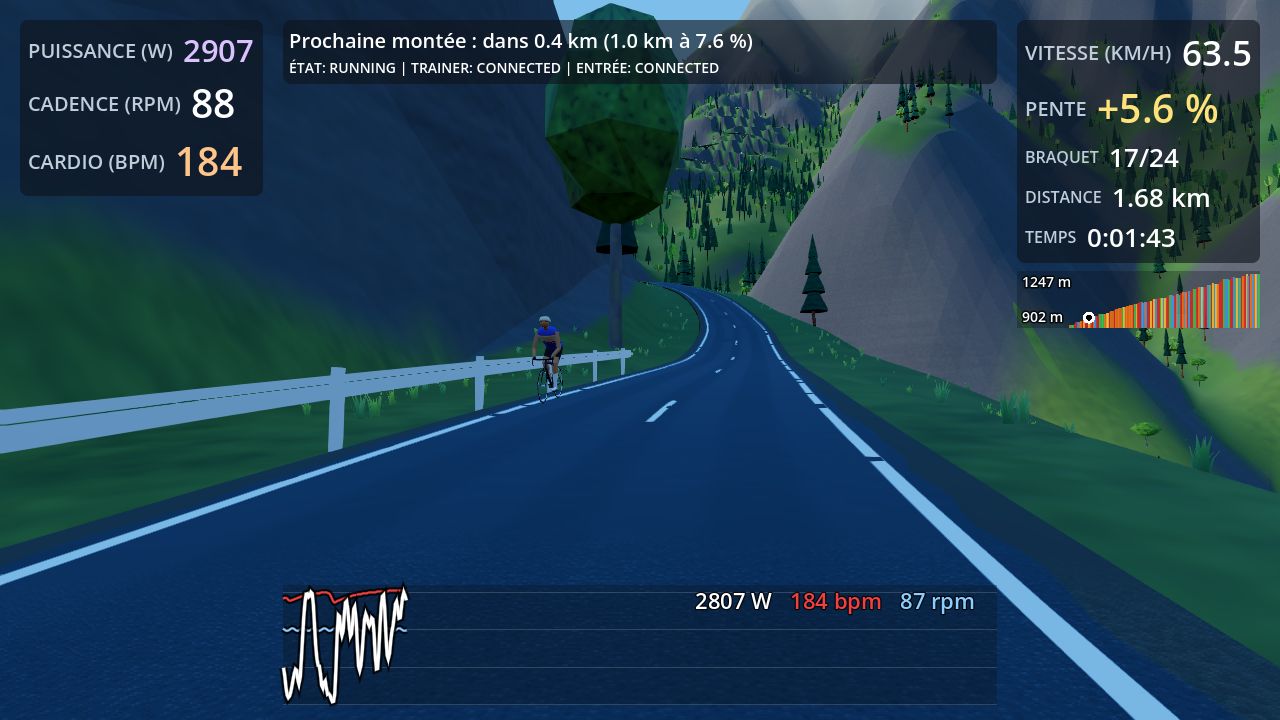 PUISSANCE (W) 2907
CADENCE (RPM) 88
CARDIO (BPM) 184
Prochaine montée : dans 0.4 km (1.0 km à 7.6 %)
ÉTAT: RUNNING | TRAINER: CONNECTED | ENTRÉE: CONNECTED
VITESSE (KM/H) 63.5
PENTE +5.6 %
BRAQUET 17/24
DISTANCE 1.68 km
TEMPS 0:01:43
1247 m
902 m
2807 W 184 bpm 87 rpm